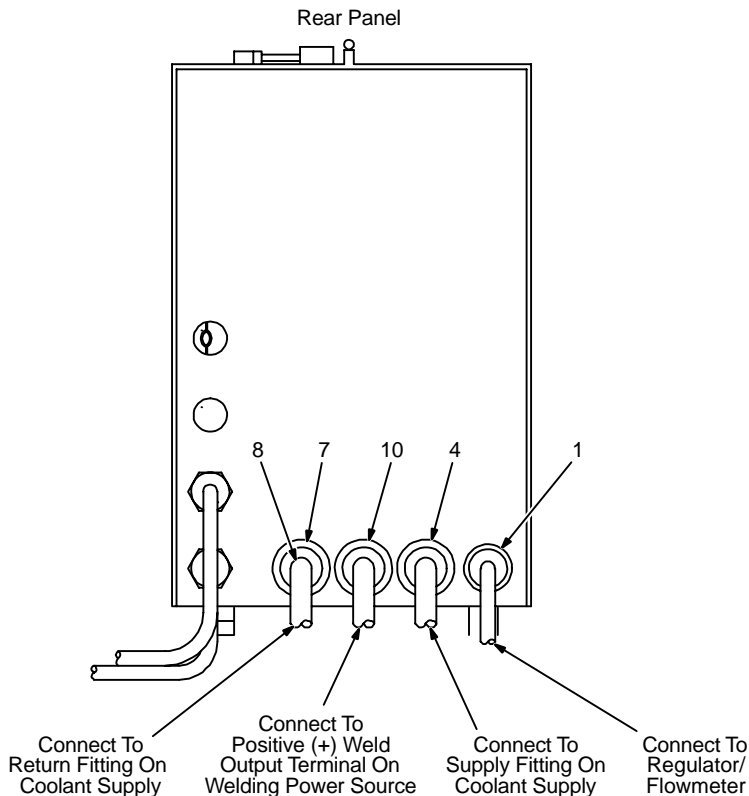 Rear Panel
8 7 10 4 1
Connect To
Return Fitting On
Coolant Supply
Connect To
Positive (+) Weld
Output Terminal On
Welding Power Source
Connect To
Supply Fitting On
Coolant Supply
Connect To
Regulator/
Flowmeter